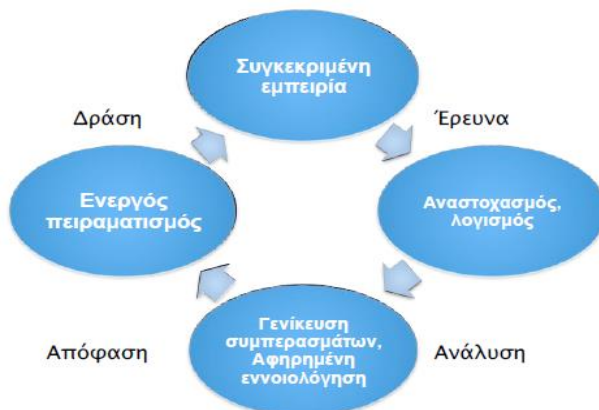 Συγκεκριμένη
εμπειρία
Δράση
Έρευνα
Ενεργός
πειραματισμός
Αναστοχασμός,
λογισμός
Γενίκευση
συμπερασμάτων,
Αφηρημένη
εννοιολόγηση
Απόφαση
Ανάλυση